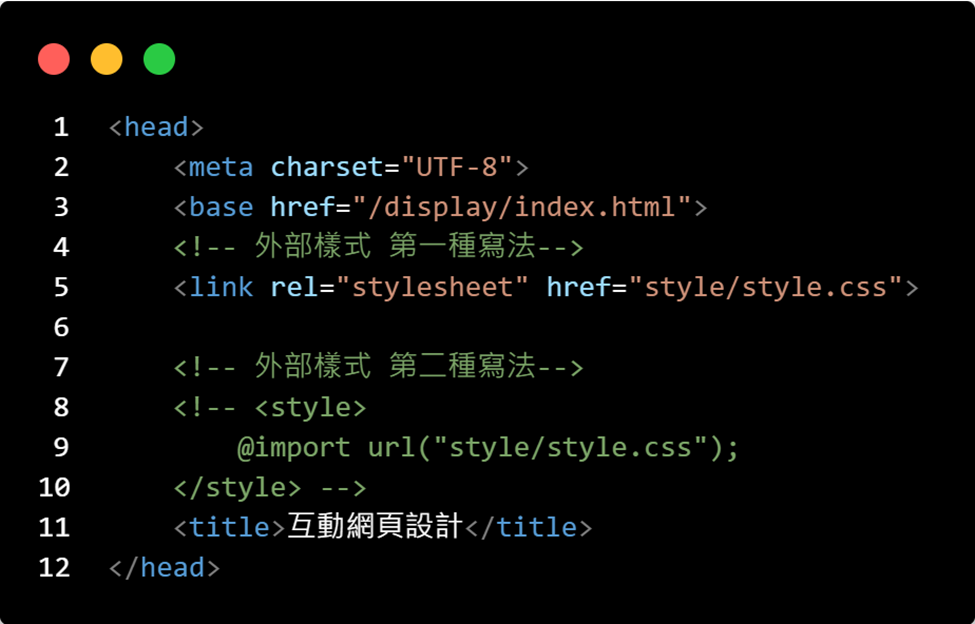 1 <head>
2     <meta charset="UTF-8">
3     <base href="/display/index.html">
4     <!-- 外部樣式 第一種寫法-->
5     <link rel="stylesheet" href="style/style.css">
6
7     <!-- 外部樣式 第二種寫法-->
8     <!-- <style>
9         @import url("style/style.css");
10     </style> -->
11     <title>互動網頁設計</title>
12 </head>